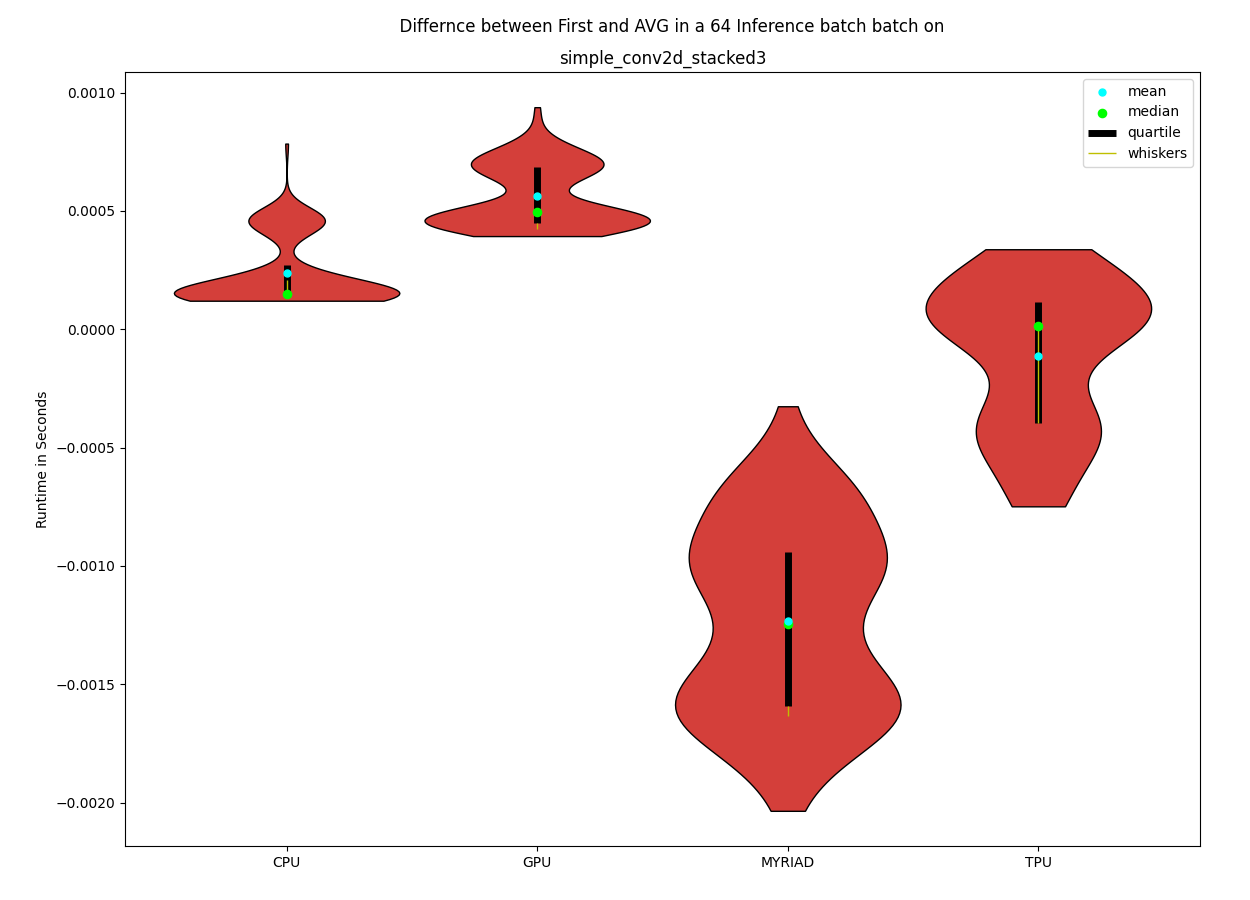 Differnce between First and AVG in a 64 Inference batch batch on
simple_conv2d_stacked3
mean
median
quartile
whiskers
0.0010
0.0005
0.0000
−0.0005
−0.0010
−0.0015
−0.0020
Runtime in Seconds
CPU GPU MYRIAD TPU